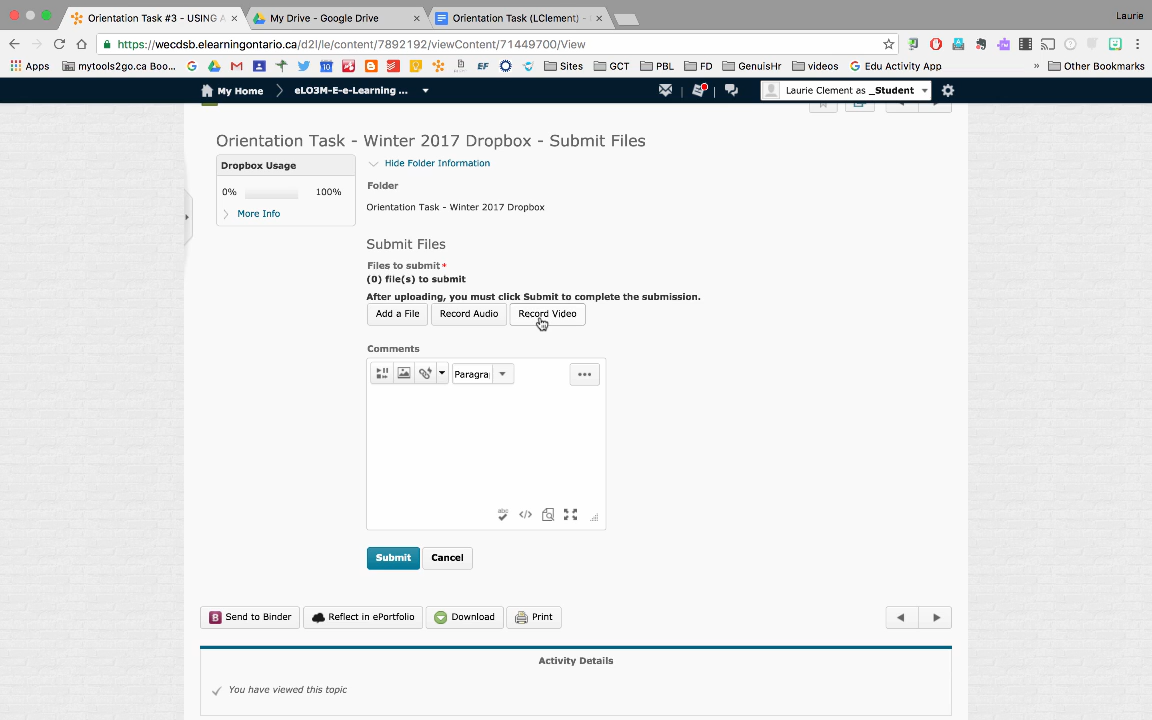 Orientation Task #3 - USING A
My Drive - Google Drive
Orientation Task (LClement) -
Laurie
https://wecdsb.elearningontario.ca/d2l/le/content/7892192/viewContent/71449700/View
Apps
mytools2go.ca Boo...
Sites
GCT
PBL
FD
GenuisHr
videos
Edu Activity App
»
Other Bookmarks
My Home
eLO3M-E-e-Learning ...
Laurie Clement as _Student
Orientation Task - Winter 2017 Dropbox - Submit Files
Dropbox Usage
0% 100%
More Info
Hide Folder Information
Folder
Orientation Task - Winter 2017 Dropbox
Submit Files
Files to submit*
(0) file(s) to submit
After uploading, you must click Submit to complete the submission.
Add a File
Record Audio
Record Video
Comments
Paragra
Submit
Cancel
Send to Binder
Reflect in ePortfolio
Download
Print
Activity Details
You have viewed this topic